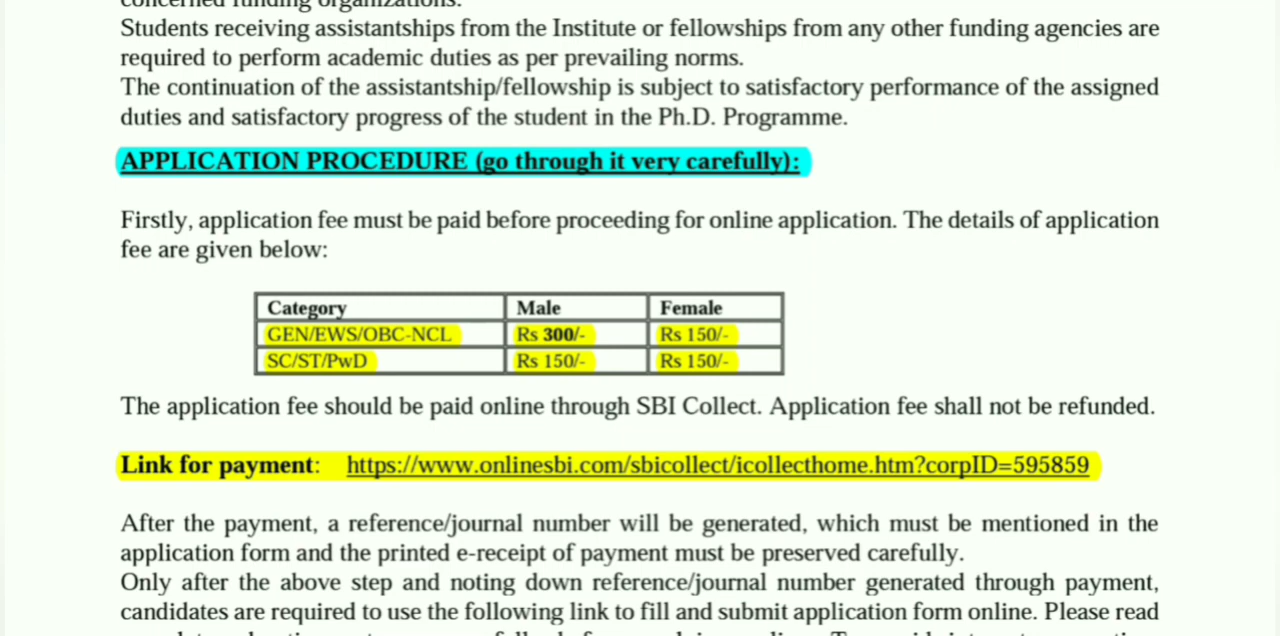 concerned funding organizations.
Students receiving assistantships from the Institute or fellowships from any other funding agencies are
required to perform academic duties as per prevailing norms.
The continuation of the assistantship/fellowship is subject to satisfactory performance of the assigned
duties and satisfactory progress of the student in the Ph.D. Programme.
APPLICATION PROCEDURE (go through it very carefully):
Firstly, application fee must be paid before proceeding for online application. The details of application
fee are given below:
Category Male Female
GEN/EWS/OBC-NCL Rs 300/- Rs 150/-
SC/ST/PwD Rs 150/- Rs 150/-
The application fee should be paid online through SBI Collect. Application fee shall not be refunded.
Link for payment: https://www.onlinesbi.com/sbicollect/icollecthome.htm?corpID=595859
After the payment, a reference/journal number will be generated, which must be mentioned in the
application form and the printed e-receipt of payment must be preserved carefully.
Only after the above step and noting down reference/journal number generated through payment,
candidates are required to use the following link to fill and submit application form online. Please read